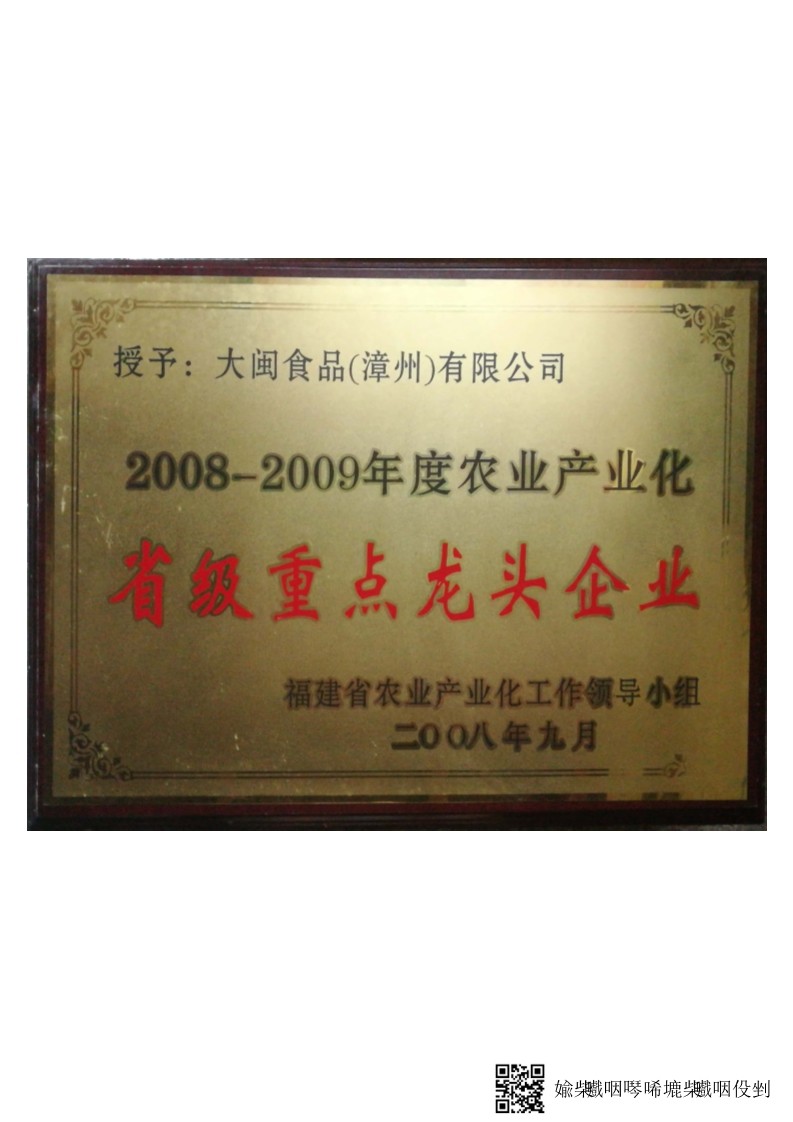 授予：大闽食品(漳州)有限公司
2008-2009年度农业产业化
省级重点龙头企业
福建省农业产业化工作领导小组
二〇〇八年九月